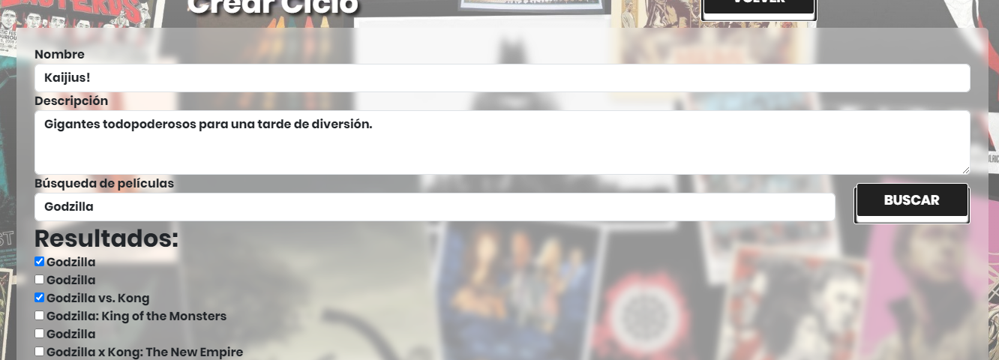 Crear Ciclo
VOLVER
Nombre
Kaijius!
Descripción
Gigantes todopoderosos para una tarde de diversión.
Búsqueda de películas
Godzilla
BUSCAR
Resultados:
Godzilla
Godzilla
Godzilla vs. Kong
Godzilla: King of the Monsters
Godzilla
Godzilla x Kong: The New Empire